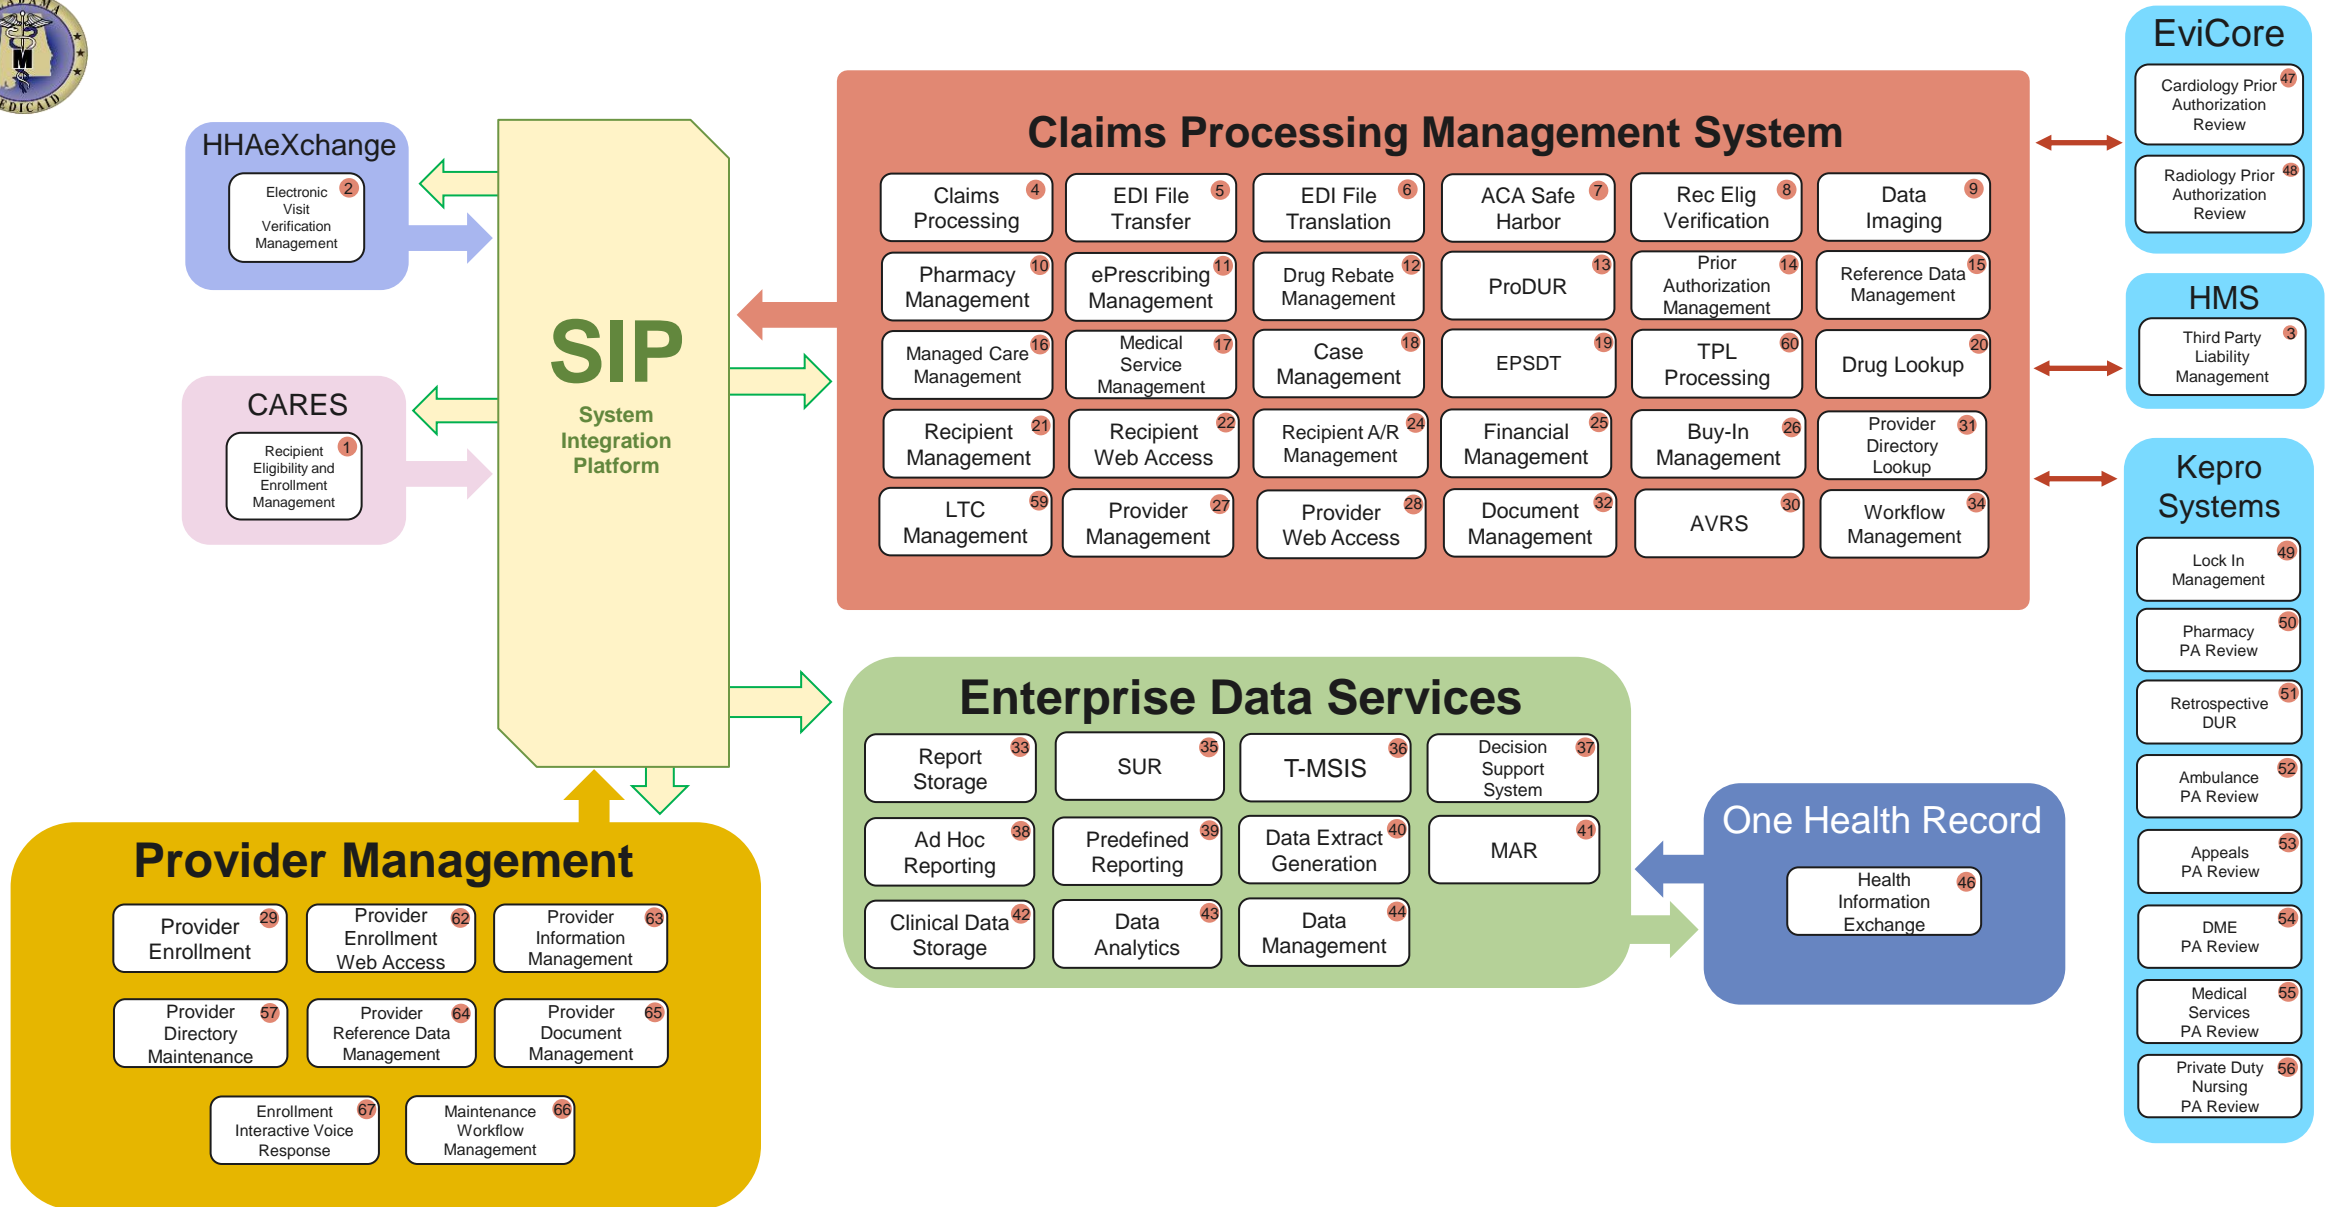 ALABAMA
M
MEDICAID
HHAeXchange
Electronic
Visit
Verification
Management
2
CARES
Recipient
Eligibility and
Enrollment
Management
1
SIP
System
Integration
Platform
Claims Processing Management System
Claims
Processing
4
EDI File
Transfer
5
EDI File
Translation
6
ACA Safe
Harbor
7
Rec Elig
Verification
8
Data
Imaging
9
Pharmacy
Management
10
ePrescribing
Management
11
Drug Rebate
Management
12
ProDUR
13
Prior
Authorization
Management
14
Reference Data
Management
15
Managed Care
Management
16
Medical
Service
Management
17
Case
Management
18
EPSDT
19
TPL
Processing
60
Drug Lookup
20
Recipient
Management
21
Recipient
Web Access
22
Recipient A/R
Management
24
Financial
Management
25
Buy-In
Management
26
Provider
Directory
Lookup
31
LTC
Management
59
Provider
Management
27
Provider
Web Access
28
Document
Management
32
AVRS
30
Workflow
Management
34
EviCore
Cardiology Prior
Authorization
Review
47
Radiology Prior
Authorization
Review
48
HMS
Third Party
Liability
Management
3
Kepro
Systems
Lock In
Management
49
Pharmacy
PA Review
50
Retrospective
DUR
51
Ambulance
PA Review
52
Appeals
PA Review
53
DME
PA Review
54
Medical
Services
PA Review
55
Private Duty
Nursing
PA Review
56
Enterprise Data Services
Report
Storage
33
SUR
35
T-MSIS
36
Decision
Support
System
37
Ad Hoc
Reporting
38
Predefined
Reporting
39
Data Extract
Generation
40
MAR
41
Clinical Data
Storage
42
Data
Analytics
43
Data
Management
44
One Health Record
Health
Information
Exchange
46
Provider Management
Provider
Enrollment
29
Provider
Enrollment
Web Access
62
Provider
Information
Management
63
Provider
Directory
Maintenance
57
Provider
Reference Data
Management
64
Provider
Document
Management
65
Enrollment
Interactive Voice
Response
67
Maintenance
Workflow
Management
66